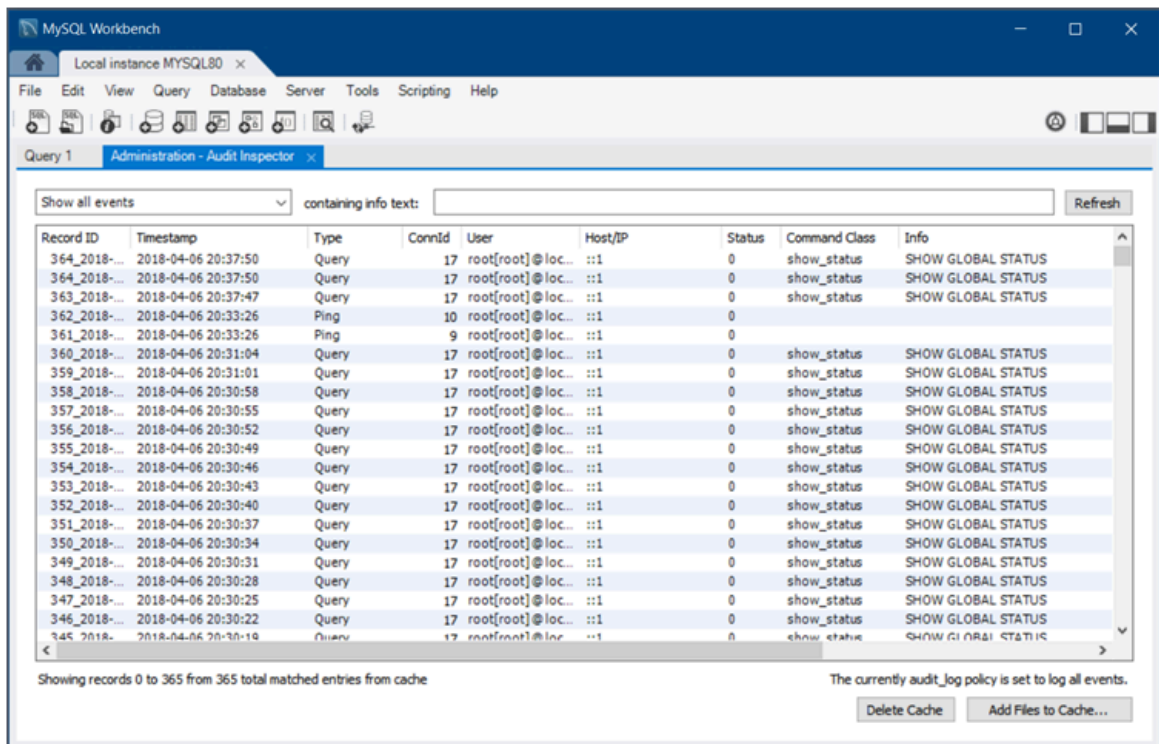 MySQL Workbench
Local instance MYSQL80
File Edit View Query Database Server Tools Scripting Help
Query 1 Administration - Audit Inspector
Show all events containing info text: Refresh
Record ID Timestamp Type ConnId User Host/IP Status Command Class Info
364_2018-... 2018-04-06 20:37:50 Query 17 root[root]@loc... ::1 0 show_status SHOW GLOBAL STATUS
364_2018-... 2018-04-06 20:37:50 Query 17 root[root]@loc... ::1 0 show_status SHOW GLOBAL STATUS
363_2018-... 2018-04-06 20:37:47 Query 17 root[root]@loc... ::1 0 show_status SHOW GLOBAL STATUS
362_2018-... 2018-04-06 20:33:26 Ping 10 root[root]@loc... ::1 0
361_2018-... 2018-04-06 20:33:26 Ping 9 root[root]@loc... ::1 0
360_2018-... 2018-04-06 20:31:04 Query 17 root[root]@loc... ::1 0 show_status SHOW GLOBAL STATUS
359_2018-... 2018-04-06 20:31:01 Query 17 root[root]@loc... ::1 0 show_status SHOW GLOBAL STATUS
358_2018-... 2018-04-06 20:30:58 Query 17 root[root]@loc... ::1 0 show_status SHOW GLOBAL STATUS
357_2018-... 2018-04-06 20:30:55 Query 17 root[root]@loc... ::1 0 show_status SHOW GLOBAL STATUS
356_2018-... 2018-04-06 20:30:52 Query 17 root[root]@loc... ::1 0 show_status SHOW GLOBAL STATUS
355_2018-... 2018-04-06 20:30:49 Query 17 root[root]@loc... ::1 0 show_status SHOW GLOBAL STATUS
354_2018-... 2018-04-06 20:30:46 Query 17 root[root]@loc... ::1 0 show_status SHOW GLOBAL STATUS
353_2018-... 2018-04-06 20:30:43 Query 17 root[root]@loc... ::1 0 show_status SHOW GLOBAL STATUS
352_2018-... 2018-04-06 20:30:40 Query 17 root[root]@loc... ::1 0 show_status SHOW GLOBAL STATUS
351_2018-... 2018-04-06 20:30:37 Query 17 root[root]@loc... ::1 0 show_status SHOW GLOBAL STATUS
350_2018-... 2018-04-06 20:30:34 Query 17 root[root]@loc... ::1 0 show_status SHOW GLOBAL STATUS
349_2018-... 2018-04-06 20:30:31 Query 17 root[root]@loc... ::1 0 show_status SHOW GLOBAL STATUS
348_2018-... 2018-04-06 20:30:28 Query 17 root[root]@loc... ::1 0 show_status SHOW GLOBAL STATUS
347_2018-... 2018-04-06 20:30:25 Query 17 root[root]@loc... ::1 0 show_status SHOW GLOBAL STATUS
346_2018-... 2018-04-06 20:30:22 Query 17 root[root]@loc... ::1 0 show_status SHOW GLOBAL STATUS
345_2018-... 2018-04-06 20:30:19 Query 17 root[root]@loc... ::1 0 show_status SHOW GLOBAL STATUS
Showing records 0 to 365 from 365 total matched entries from cache The currently audit_log policy is set to log all events.
Delete Cache Add Files to Cache...